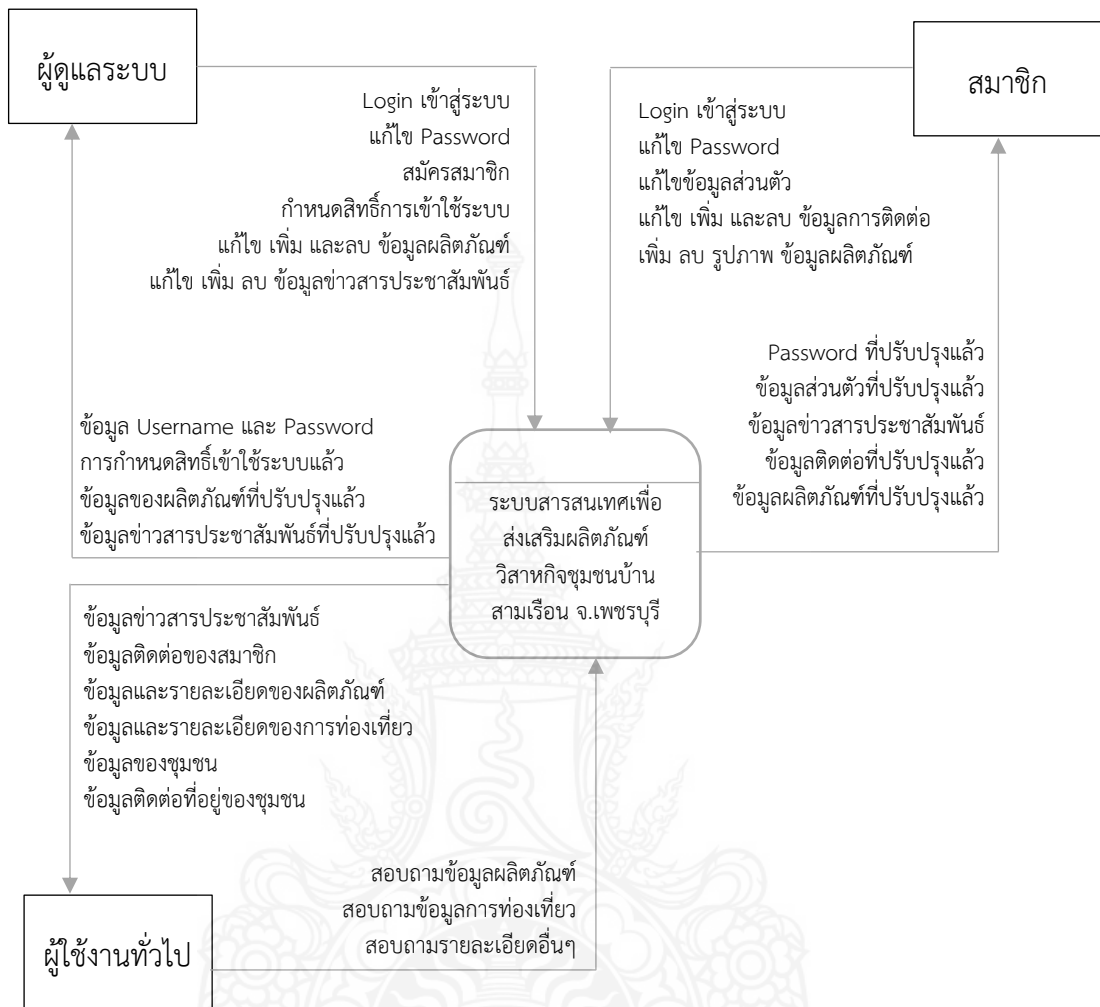 ผู้ดูแลระบบ
สมาชิก
Login เข้าสู่ระบบ
แก้ไข Password
สมัครสมาชิก
กำหนดสิทธิ์การเข้าใช้ระบบ
แก้ไข เพิ่ม และลบ ข้อมูลผลิตภัณฑ์
แก้ไข เพิ่ม ลบ ข้อมูลข่าวสารประชาสัมพันธ์
Login เข้าสู่ระบบ
แก้ไข Password
แก้ไขข้อมูลส่วนตัว
แก้ไข เพิ่ม และลบ ข้อมูลการติดต่อ
เพิ่ม ลบ รูปภาพ ข้อมูลผลิตภัณฑ์
Password ที่ปรับปรุงแล้ว
ข้อมูลส่วนตัวที่ปรับปรุงแล้ว
ข้อมูลข่าวสารประชาสัมพันธ์
ข้อมูลติดต่อที่ปรับปรุงแล้ว
ข้อมูลผลิตภัณฑ์ที่ปรับปรุงแล้ว
ข้อมูล Username และ Password
การกำหนดสิทธิ์เข้าใช้ระบบแล้ว
ข้อมูลของผลิตภัณฑ์ที่ปรับปรุงแล้ว
ข้อมูลข่าวสารประชาสัมพันธ์ที่ปรับปรุงแล้ว
ระบบสารสนเทศเพื่อ
ส่งเสริมผลิตภัณฑ์
วิสาหกิจชุมชนบ้าน
สามเรือน จ.เพชรบุรี
ข้อมูลข่าวสารประชาสัมพันธ์
ข้อมูลติดต่อของสมาชิก
ข้อมูลและรายละเอียดของผลิตภัณฑ์
ข้อมูลและรายละเอียดของการท่องเที่ยว
ข้อมูลของชุมชน
ข้อมูลติดต่อที่อยู่ของชุมชน
สอบถามข้อมูลผลิตภัณฑ์
สอบถามข้อมูลการท่องเที่ยว
สอบถามรายละเอียดอื่นๆ
ผู้ใช้งานทั่วไป